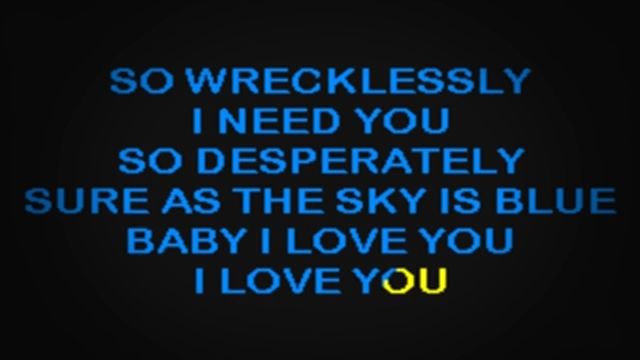 SO WRECKLESSLY
I NEED YOU
SO DESPERATELY
SURE AS THE SKY IS BLUE
BABY I LOVE YOU
I LOVE YOU